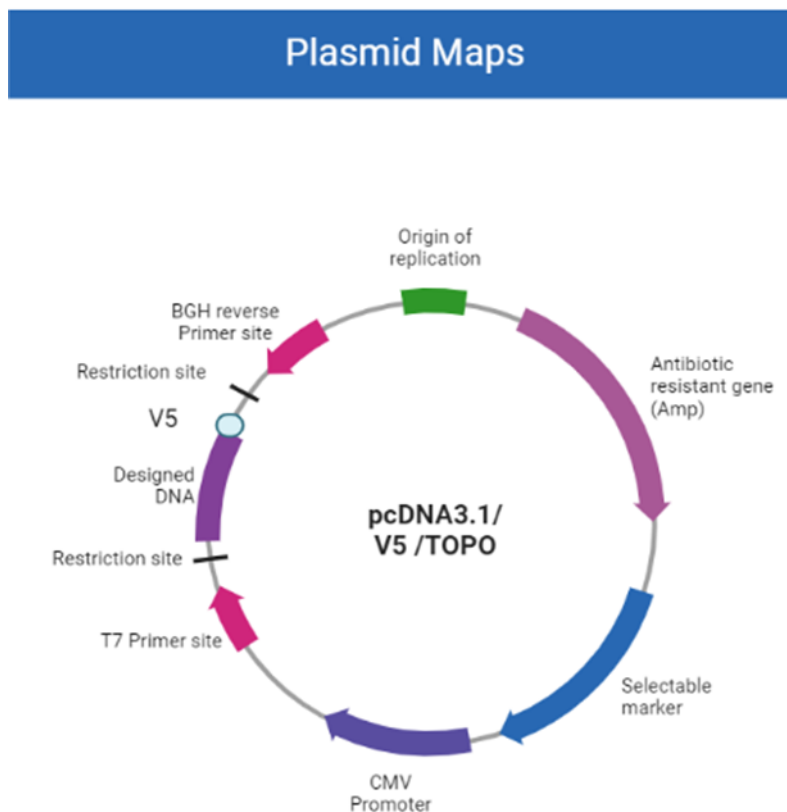 Plasmid Maps
Origin of
replication
BGH reverse
Primer site
Restriction site
V5
Designed
DNA
Restriction site
T7 Primer site
CMV
Promoter
Selectable
marker
Antibiotic
resistant gene
(Amp)
pcDNA3.1/
V5 /TOPO